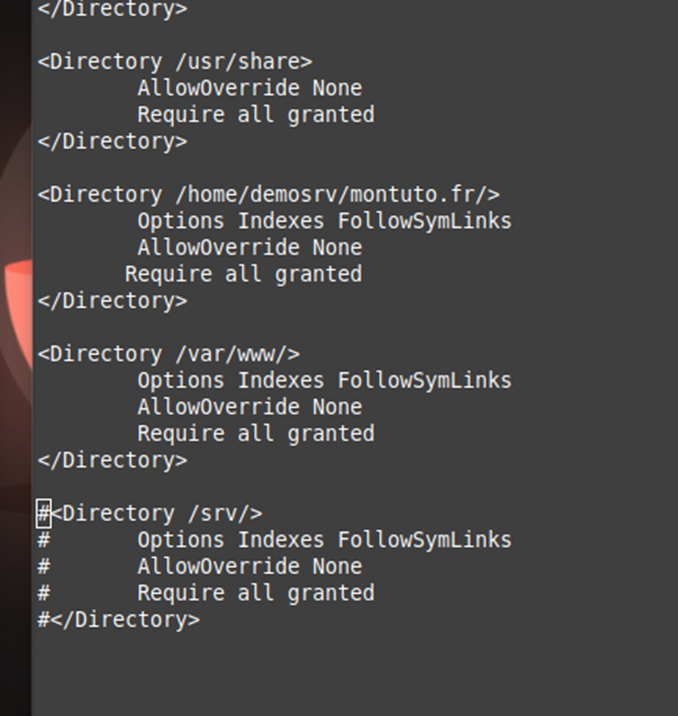 </Directory>

<Directory /usr/share>
        AllowOverride None
        Require all granted
</Directory>

<Directory /home/demosrv/montuto.fr/>
        Options Indexes FollowSymLinks
        AllowOverride None
       Require all granted
</Directory>

<Directory /var/www/>
        Options Indexes FollowSymLinks
        AllowOverride None
        Require all granted
</Directory>

#<Directory /srv/>
#       Options Indexes FollowSymLinks
#       AllowOverride None
#       Require all granted
#</Directory>